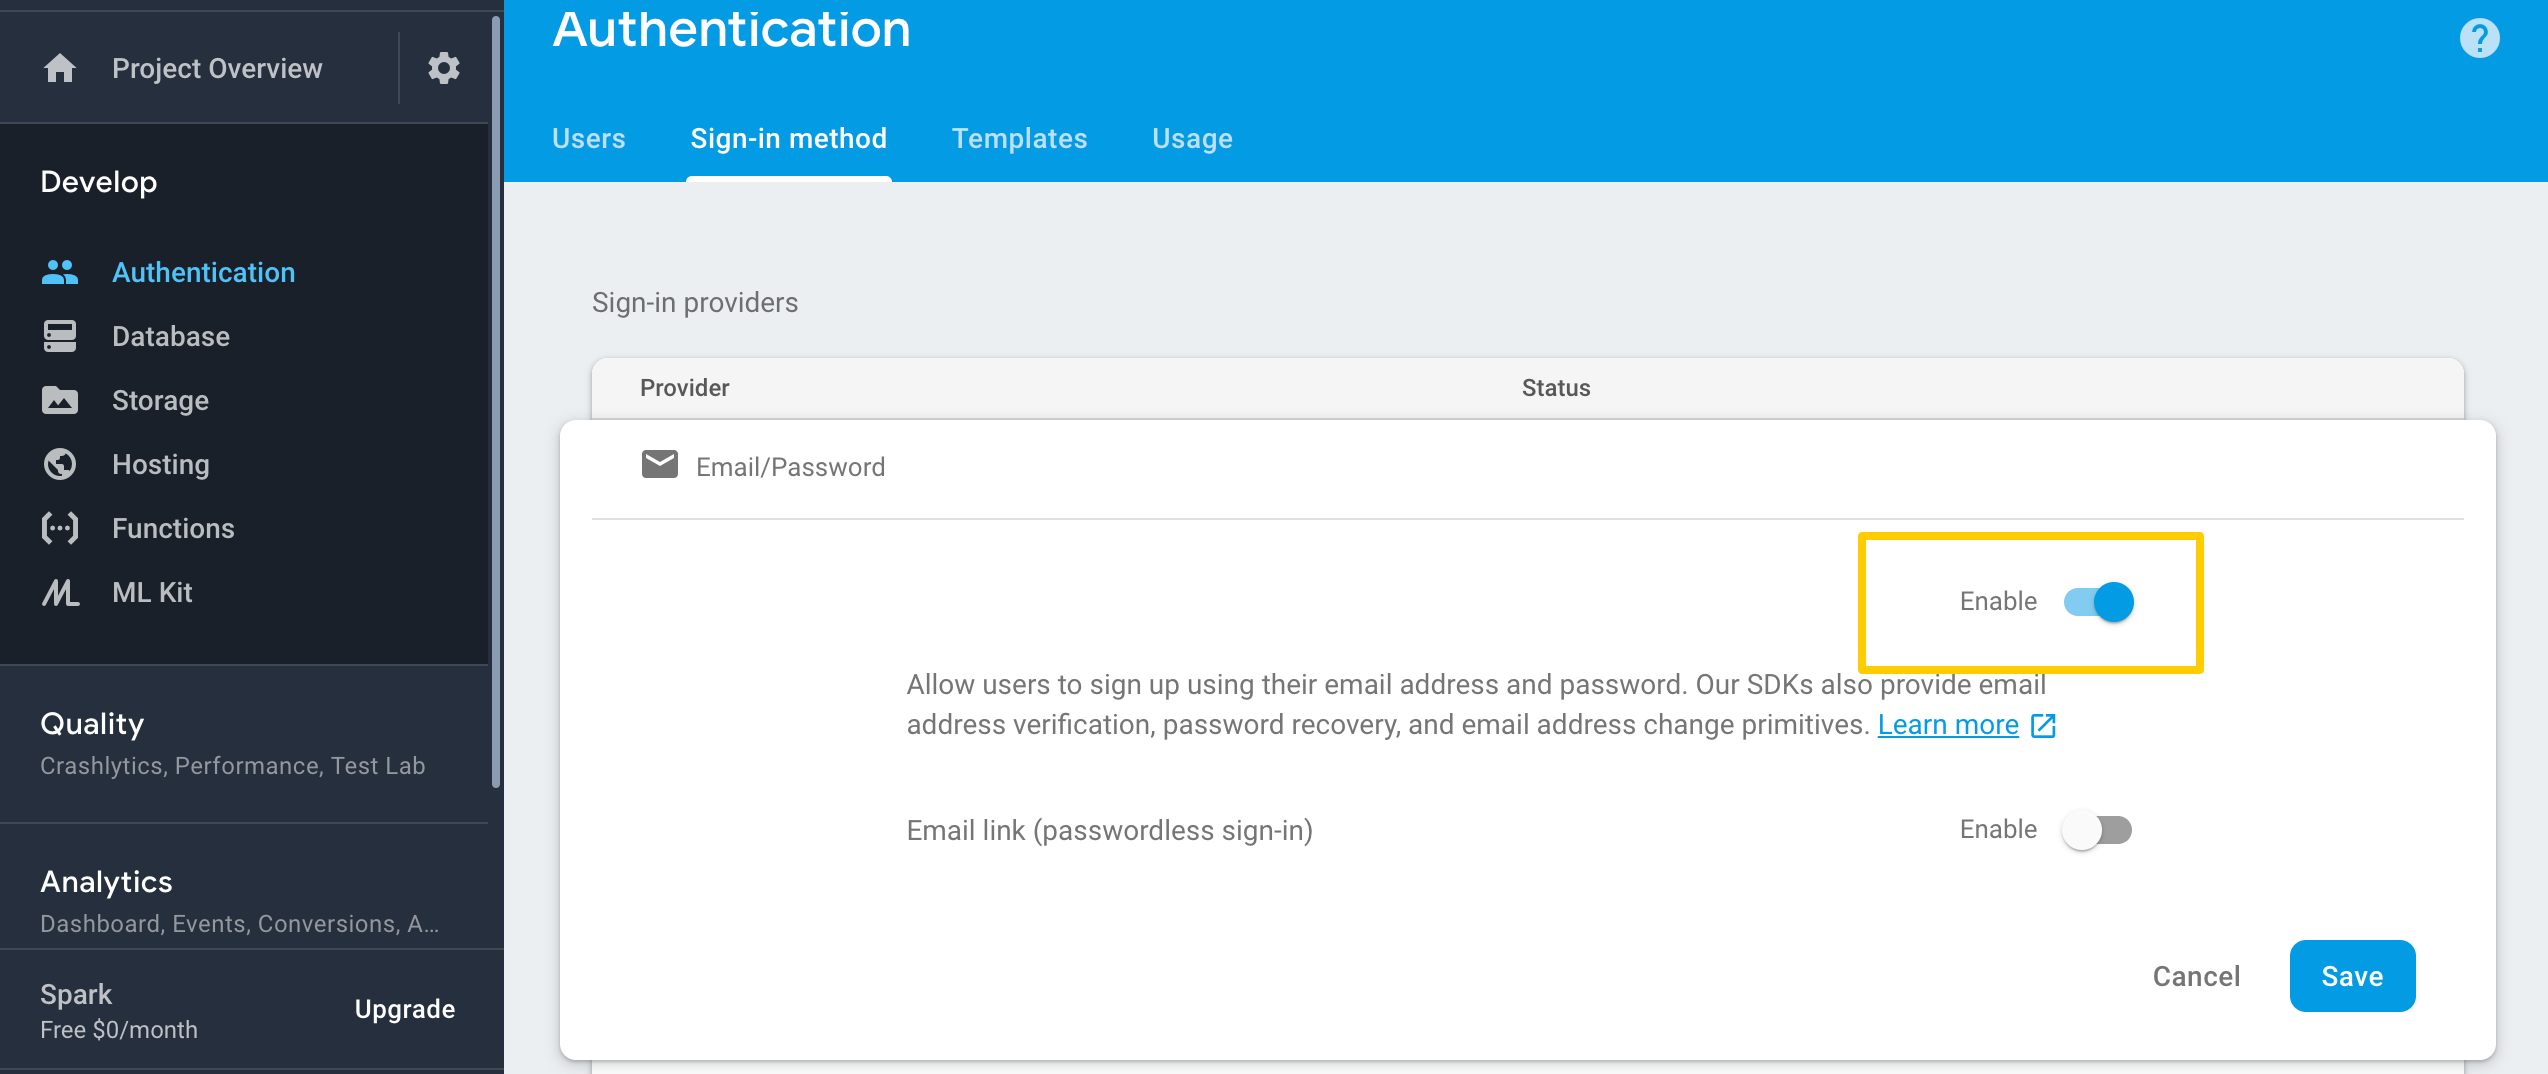 Project Overview
Develop
Authentication
Database
Storage
Hosting
Functions
ML Kit
Quality
Crashlytics, Performance, Test Lab
Analytics
Dashboard, Events, Conversions, A...
Spark
Free $0/month
Upgrade
Authentication
?
Users Sign-in method Templates Usage
Sign-in providers
Provider Status
Email/Password
Enable
Allow users to sign up using their email address and password. Our SDKs also provide email
address verification, password recovery, and email address change primitives. Learn more
Email link (passwordless sign-in) Enable
Cancel Save